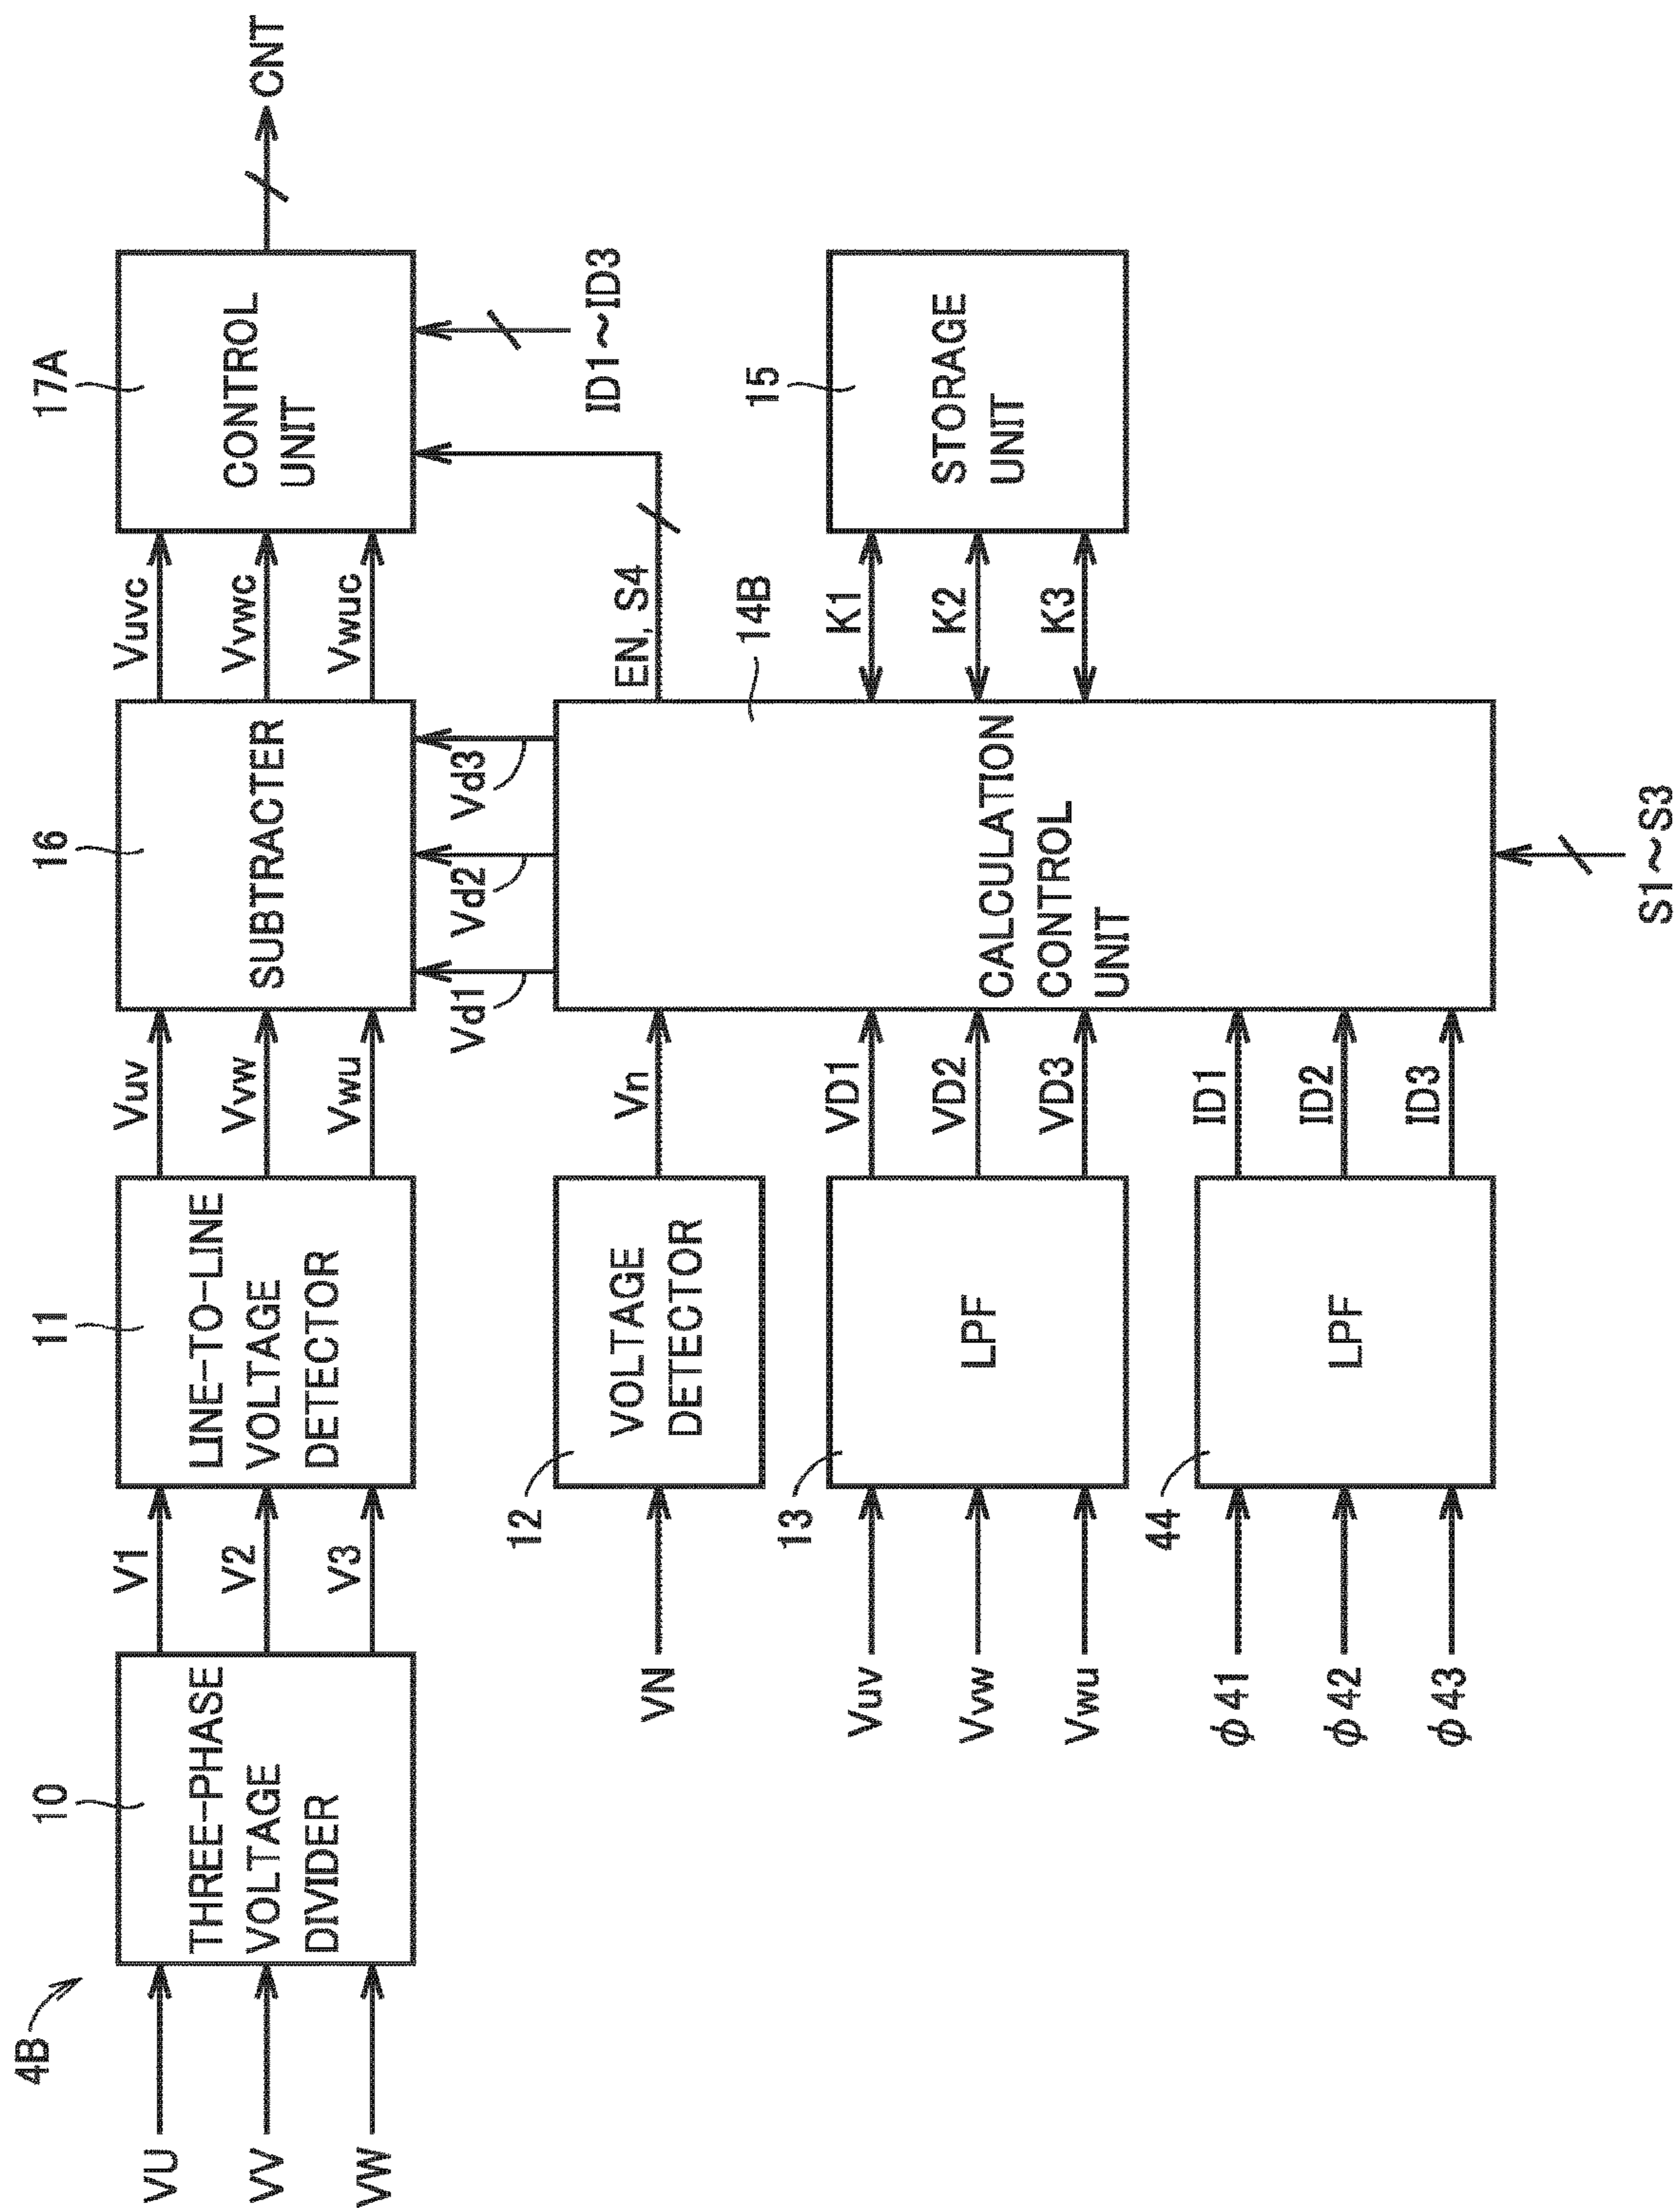 4B
VU
VV
VW
10
THREE-PHASE
VOLTAGE
DIVIDER
V1
V2
V3
11
LINE-TO-LINE
VOLTAGE
DETECTOR
Vuv
Vvw
Vwu
16
SUBTRACTER
Vuvc
Vvwc
Vwuc
17A
CONTROL
UNIT
CNT
ID1~ID3
Vd1
Vd2
Vd3
EN, S4
VN
12
VOLTAGE
DETECTOR
Vn
14B
CALCULATION
CONTROL
UNIT
Vuv
Vvw
Vwu
13
LPF
VD1
VD2
VD3
K1
K2
K3
15
STORAGE
UNIT
ϕ41
ϕ42
ϕ43
44
LPF
ID1
ID2
ID3
S1~S3